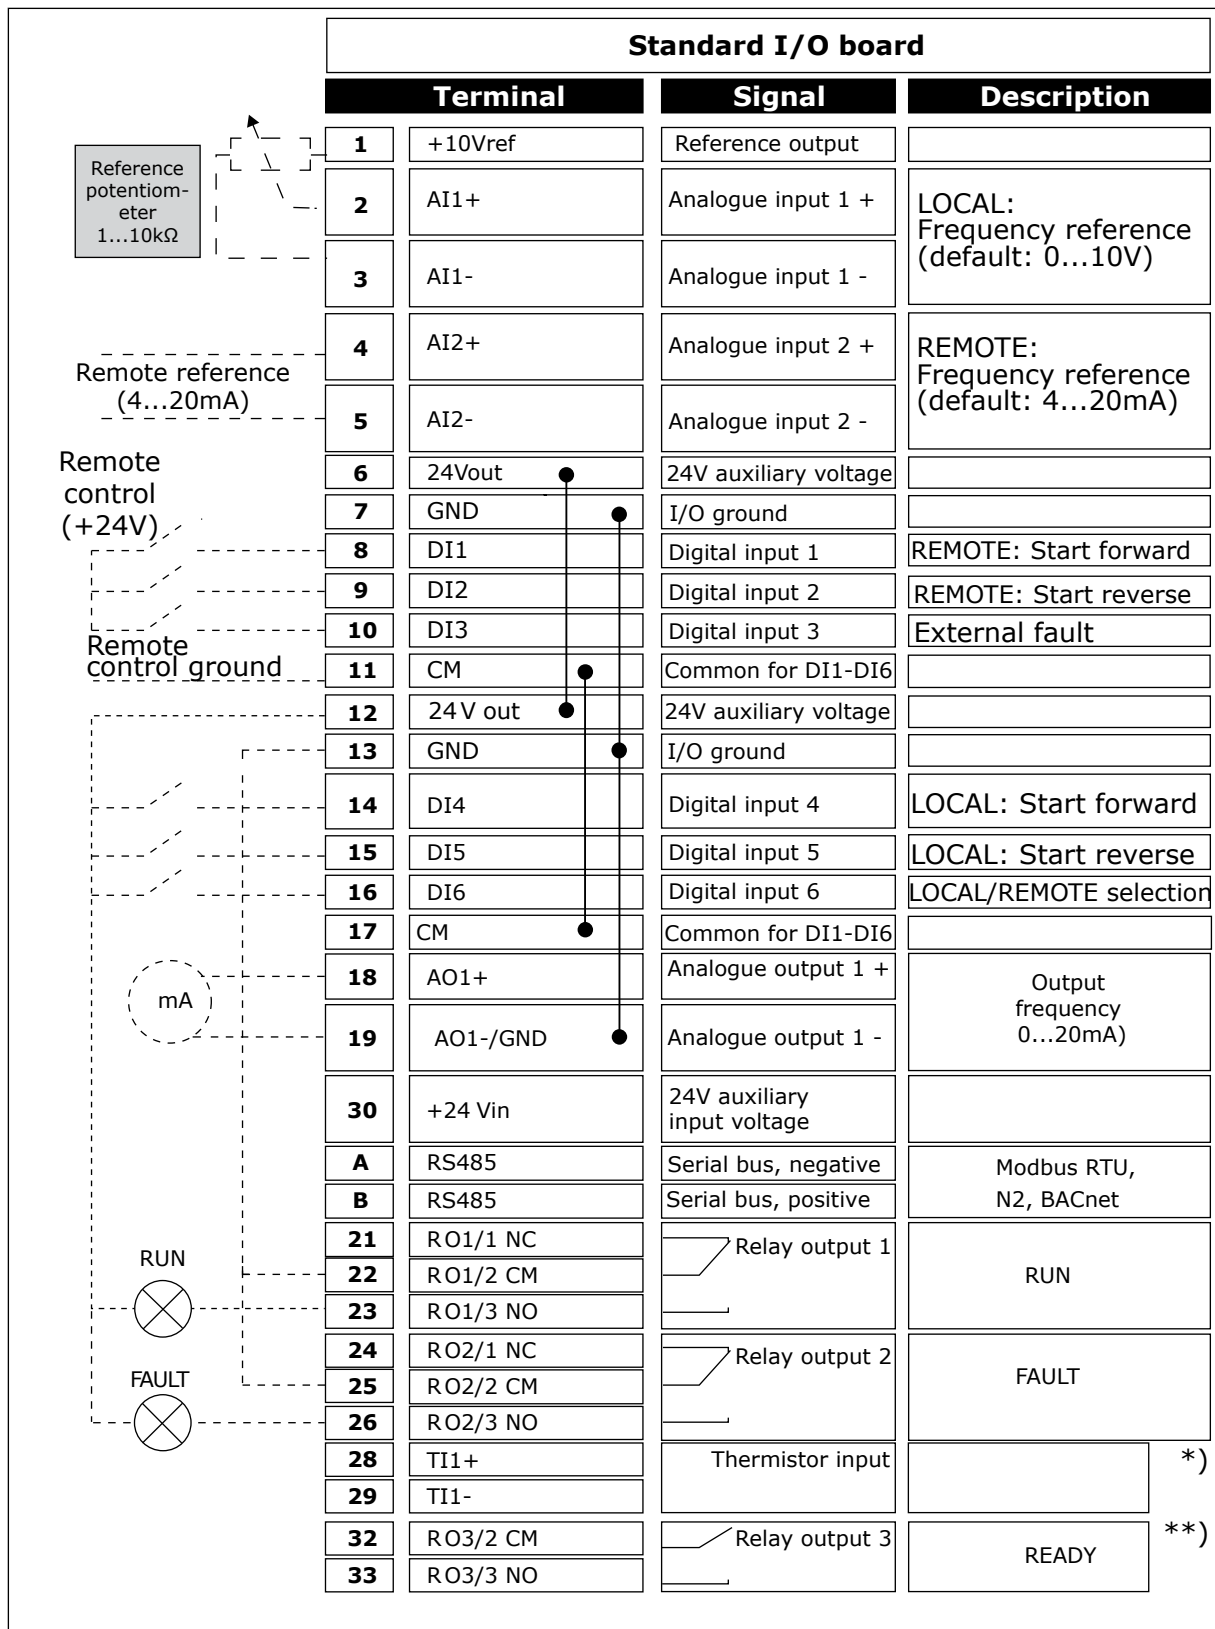 Standard I/O board
Terminal Signal Description
1 +10Vref Reference output
Reference
potentiom-
eter
1...10kΩ
2 AI1+ Analogue input 1 +
3 AI1- Analogue input 1 -
LOCAL:
Frequency reference
(default: 0...10V)
4 AI2+ Analogue input 2 +
Remote reference
(4...20mA)
5 AI2- Analogue input 2 -
REMOTE:
Frequency reference
(default: 4...20mA)
Remote
control
(+24V)
6 24Vout 24V auxiliary voltage
7 GND I/O ground
8 DI1 Digital input 1 REMOTE: Start forward
9 DI2 Digital input 2 REMOTE: Start reverse
10 DI3 Digital input 3 External fault
Remote
control ground
11 CM Common for DI1-DI6
12 24V out 24V auxiliary voltage
13 GND I/O ground
14 DI4 Digital input 4 LOCAL: Start forward
15 DI5 Digital input 5 LOCAL: Start reverse
16 DI6 Digital input 6 LOCAL/REMOTE selection
17 CM Common for DI1-DI6
18 AO1+ Analogue output 1 +
mA
19 AO1-/GND Analogue output 1 -
Output
frequency
0...20mA)
30 +24 Vin 24V auxiliary
input voltage
A RS485 Serial bus, negative
B RS485 Serial bus, positive
Modbus RTU,
N2, BACnet
21 RO1/1 NC Relay output 1
RUN
22 RO1/2 CM RUN
23 RO1/3 NO
24 RO2/1 NC Relay output 2
FAULT
25 RO2/2 CM FAULT
26 RO2/3 NO
28 TI1+ Thermistor input *)
29 TI1-
32 RO3/2 CM Relay output 3 READY **)
33 RO3/3 NO